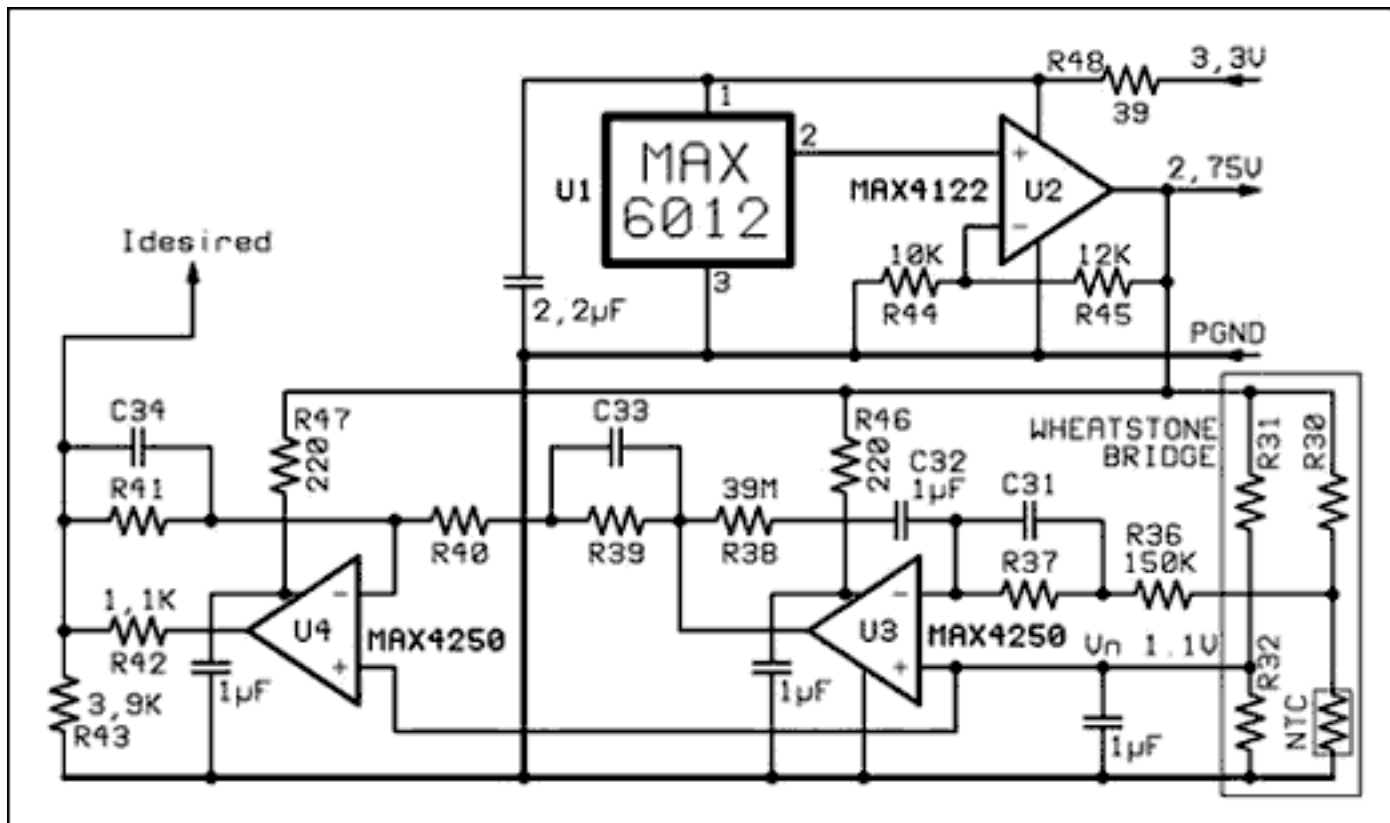 R48
3,3V
39
1
MAX
6012
U1
2
3
MAX4122
+
U2
-
2,75V
10K
R44
12K
R45
2,2µF
PGND
Idesired
C34
R41
R47
220
C33
R39
R40
R46
220
39M
R38
C32
1µF
C31
R37
R36
150K
WHEATSTONE
BRIDGE
R31
R30
1,1K
R42
U4
-
+
MAX4250
1µF
U3
-
+
MAX4250
1µF
Vn 1.1V
R32
NTC
1µF
3,9K
R43